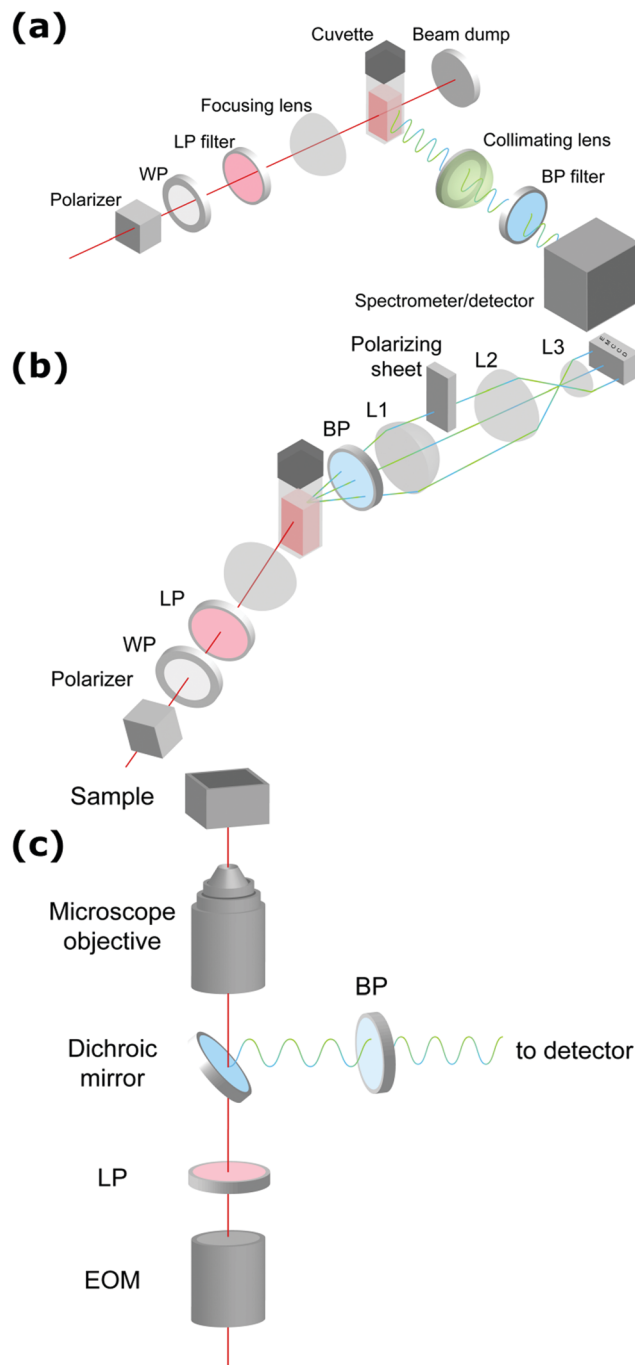 (a)
Cuvette
Beam dump
Focusing lens
LP filter
WP
Polarizer
Collimating lens
BP filter
Spectrometer/detector
(b)
Polarizing
sheet
L2
L3
EMCCD
L1
BP
LP
WP
Polarizer
Sample
(c)
Microscope
objective
BP
Dichroic
mirror
to detector
LP
EOM